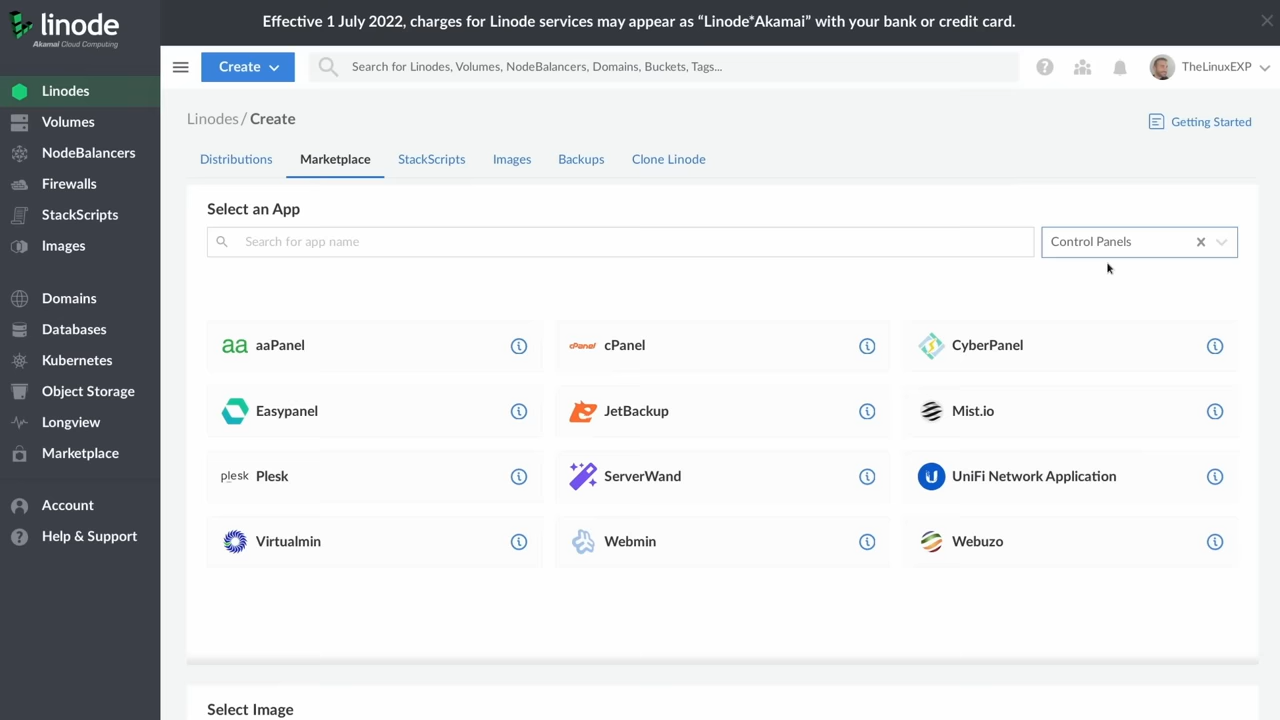 linode
Akamai Cloud Computing
Effective 1 July 2022, charges for Linode services may appear as “Linode*Akamai” with your bank or credit card.
Create
Search for Linodes, Volumes, NodeBalancers, Domains, Buckets, Tags...
TheLinuxEXP
Linodes
Volumes
NodeBalancers
Firewalls
StackScripts
Images
Domains
Databases
Kubernetes
Object Storage
Longview
Marketplace
Account
Help & Support
Linodes / Create
Getting Started
Distributions Marketplace StackScripts Images Backups Clone Linode
Select an App
Search for app name
Control Panels
aa aaPanel
cPanel cPanel
CyberPanel
Easypanel
JetBackup
Mist.io
plesk Plesk
ServerWand
UniFi Network Application
Virtualmin
Webmin
Webuzo
Select Image